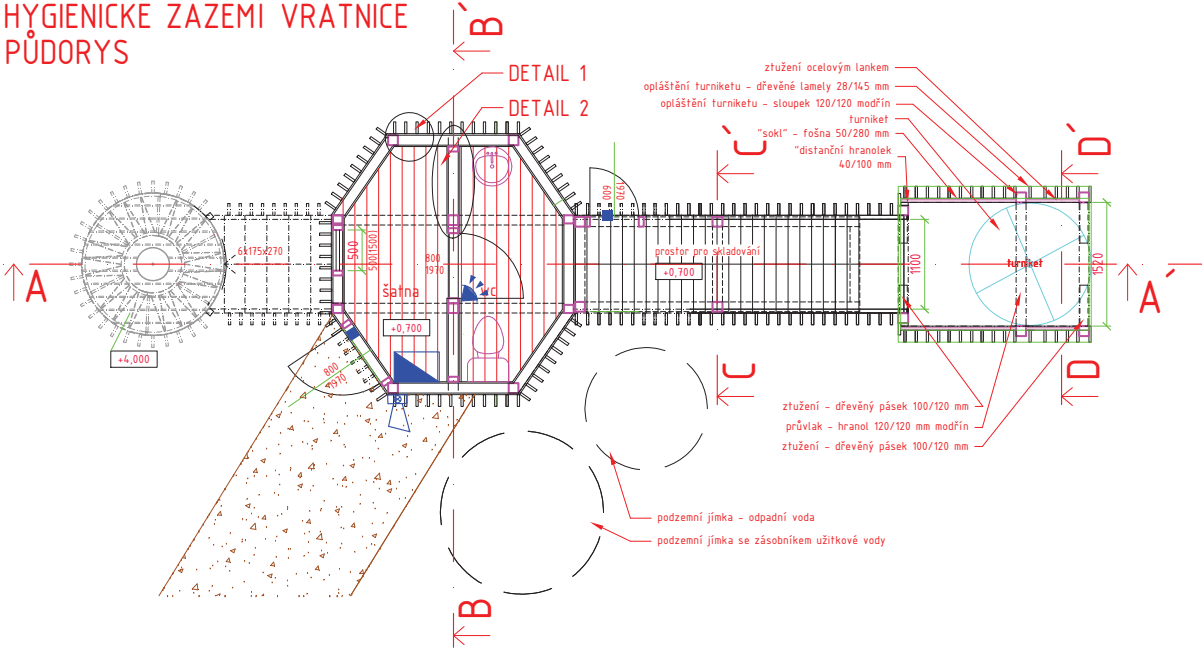 HYGIENICKÉ ZÁZEMÍ VRATNICE
PŮDORYS
B`
DETAIL 1
DETAIL 2
ztužení ocelovým lankem
opláštění turniketu - dřevěné lamely 28/145 mm
opláštění turniketu - sloupek 120/120 modřín
turniket
"sokl" - fošna 50/280 mm
"distanční hranolek
40/100 mm
C`
D`
600
1970
6x175x270
500
500(1500)
800
1970
prostor pro skladování
+0,700
1100
turniket
1520
A
A´
šatna
wc
+0,700
+4,000
800
1970
C
D
ztužení - dřevěný pásek 100/120 mm
průvlak - hranol 120/120 mm modřín
ztužení - dřevěný pásek 100/120 mm
podzemní jímka - odpadní voda
podzemní jímka se zásobníkem užitkové vody
B